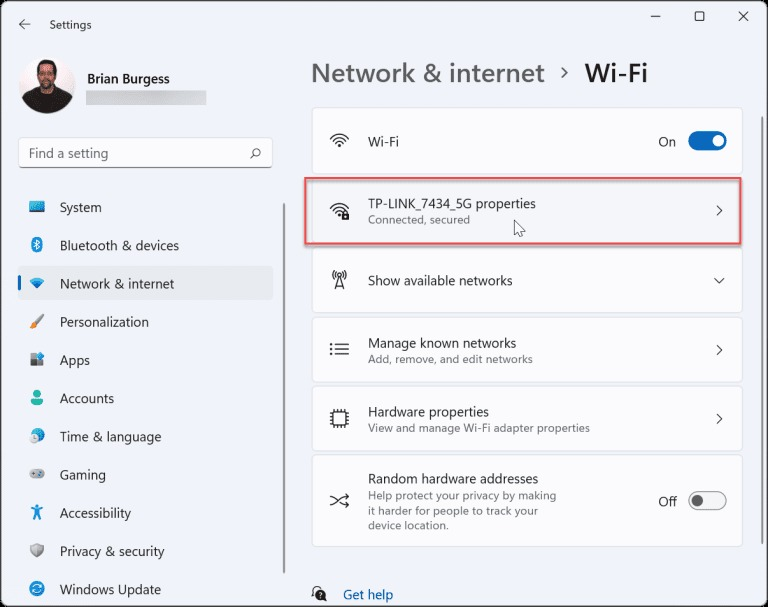 Settings
Brian Burgess
Find a setting
System
Bluetooth & devices
Network & internet
Personalization
Apps
Accounts
Time & language
Gaming
Accessibility
Privacy & security
Windows Update
Network & internet › Wi-Fi
Wi-Fi
On
TP-LINK_7434_5G properties
Connected, secured
Show available networks
Manage known networks
Add, remove, and edit networks
Hardware properties
View and manage Wi-Fi adapter properties
Random hardware addresses
Help protect your privacy by making
it harder for people to track your
device location.
Off
Get help